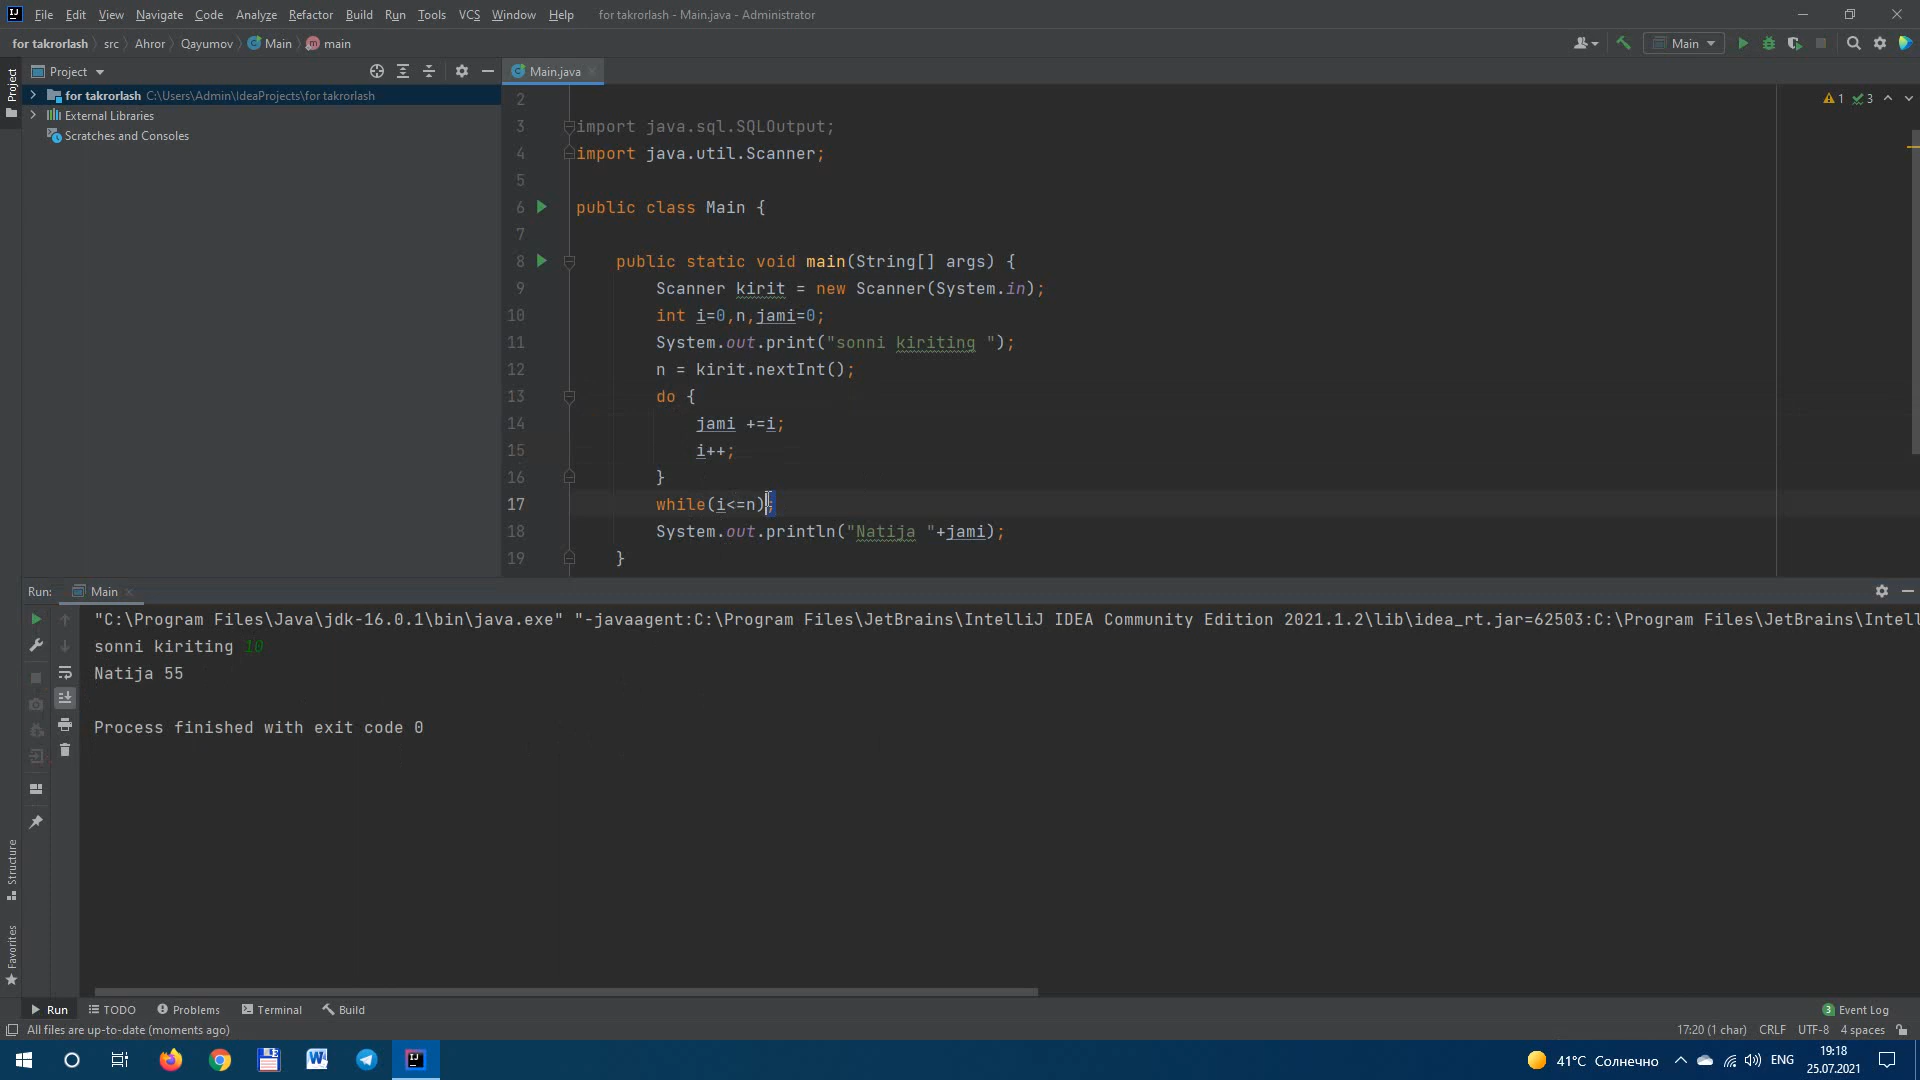 File Edit View Navigate Code Analyze Refactor Build Run Tools VCS Window Help for takrorlash - Main.java - Administrator
for takrorlash src Ahror Qayumov Main main
Main
Project
Main.java
for takrorlash C:\Users\Admin\IdeaProjects\for takrorlash
External Libraries
Scratches and Consoles
Project
1 3
2
3 import java.sql.SQLOutput;
4 import java.util.Scanner;
5
6 public class Main {
7
8 public static void main(String[] args) {
9 Scanner kirit = new Scanner(System.in);
10 int i=0,n,jami=0;
11 System.out.print("sonni kiriting ");
12 n = kirit.nextInt();
13 do {
14 jami +=i;
15 i++;
16 }
17 while(i<=n);
18 System.out.println("Natija "+jami);
19 }
Run: Main
"C:\Program Files\Java\jdk-16.0.1\bin\java.exe" "-javaagent:C:\Program Files\JetBrains\IntelliJ IDEA Community Edition 2021.1.2\lib\idea_rt.jar=62503:C:\Program Files\JetBrains\Intell
sonni kiriting 10
Natija 55
Process finished with exit code 0
Structure
Favorites
Run TODO Problems Terminal Build
3 Event Log
All files are up-to-date (moments ago)
17:20 (1 char) CRLF UTF-8 4 spaces
41°C Солнечно ENG
19:18
25.07.2021